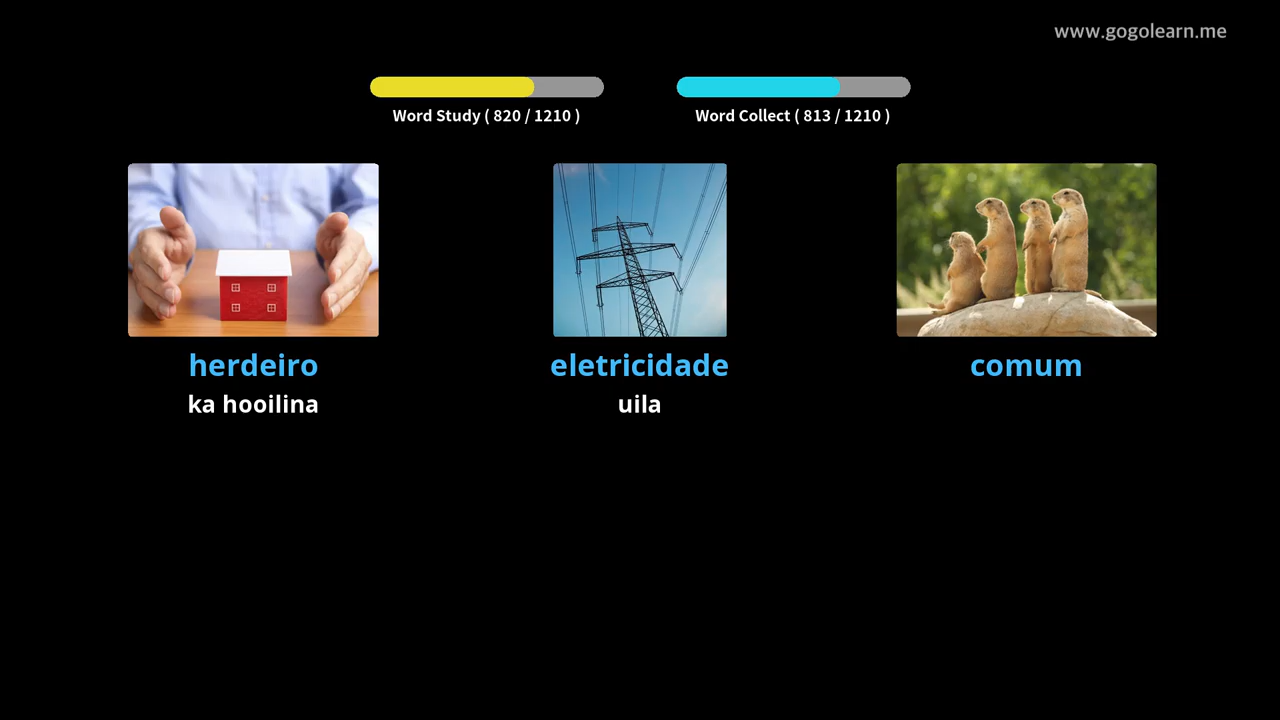 www.gogolearn.me
Word Study ( 820 / 1210 )
Word Collect ( 813 / 1210 )
herdeiro
ka hooilina
eletricidade
uila
comum